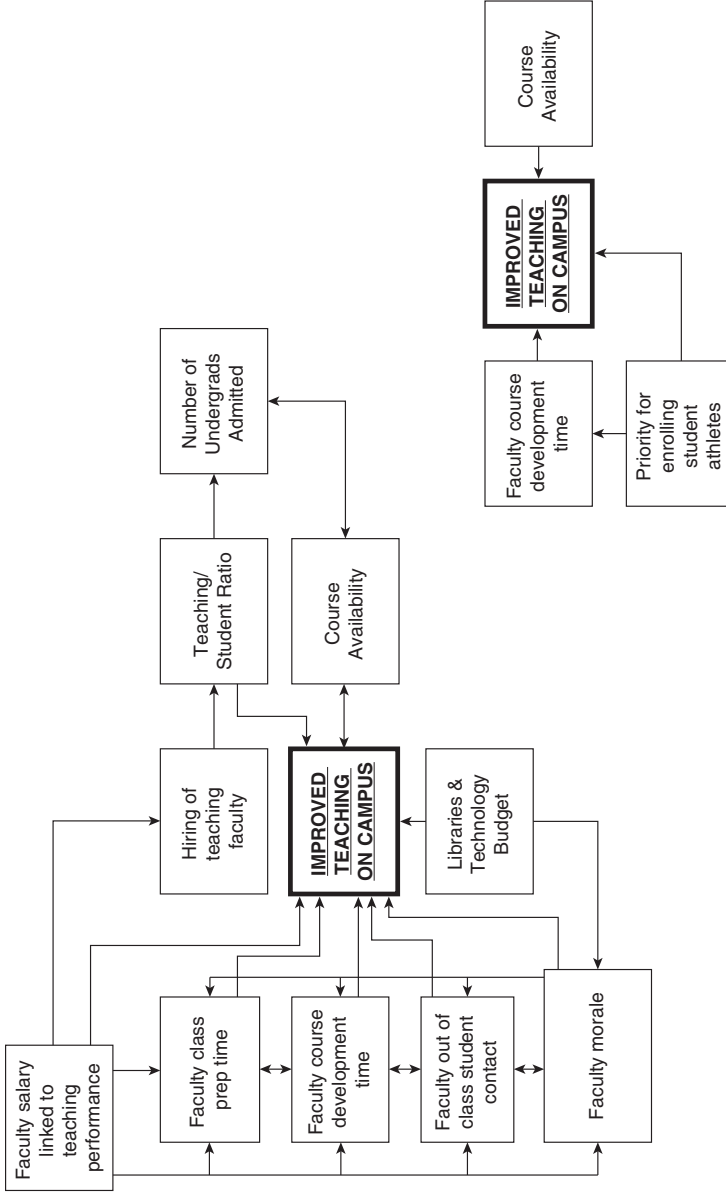 Faculty salary
linked to
teaching
performance
Hiring of
teaching
faculty
Teaching/
Student Ratio
Number of
Undergrads
Admitted
Faculty class
prep time
Faculty course
development
time
Faculty out of
class student
contact
Faculty morale
IMPROVED
TEACHING
ON CAMPUS
Course
Availability
Libraries &
Technology
Budget
Faculty course
development
time
IMPROVED
TEACHING
ON CAMPUS
Course
Availability
Priority for
enrolling
student
athletes